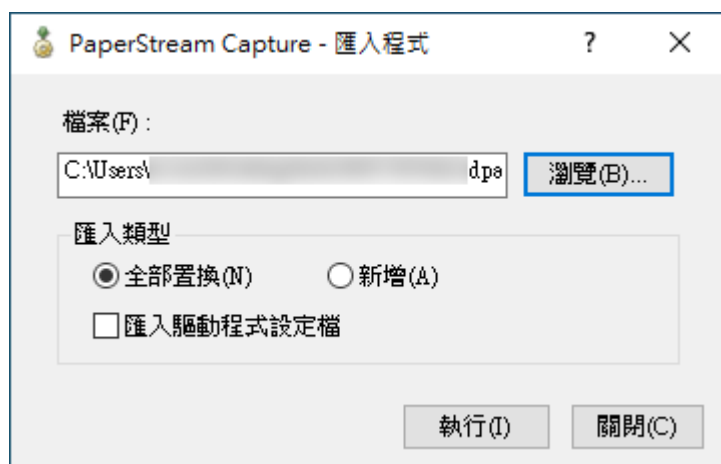 PaperStream Capture - 匯入程式 ? ×
檔案(F) :
C:\Users\ dpa 瀏覽(B)...
匯入類型
全部置換(N) 新增(A)
匯入驅動程式設定檔
執行(I) 關閉(C)